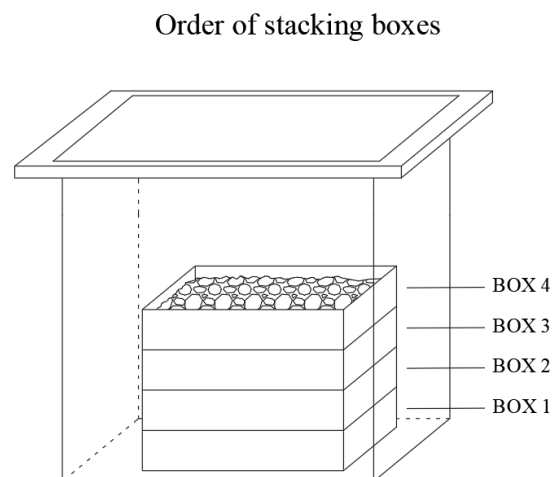 Order of stacking boxes
BOX 4
BOX 3
BOX 2
BOX 1